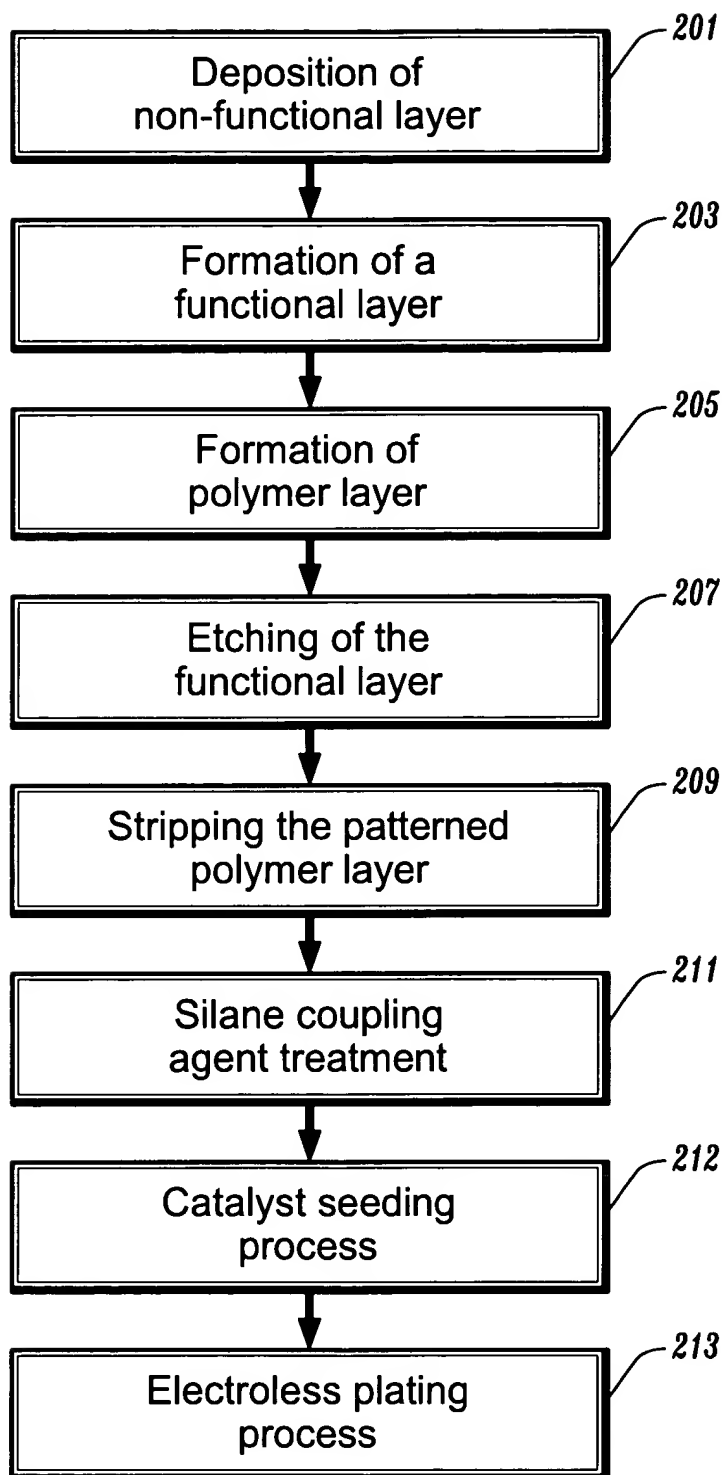 201
Deposition of
non-functional layer
203
Formation of a
functional layer
205
Formation of
polymer layer
207
Etching of the
functional layer
209
Stripping the patterned
polymer layer
211
Silane coupling
agent treatment
212
Catalyst seeding
process
213
Electroless plating
process